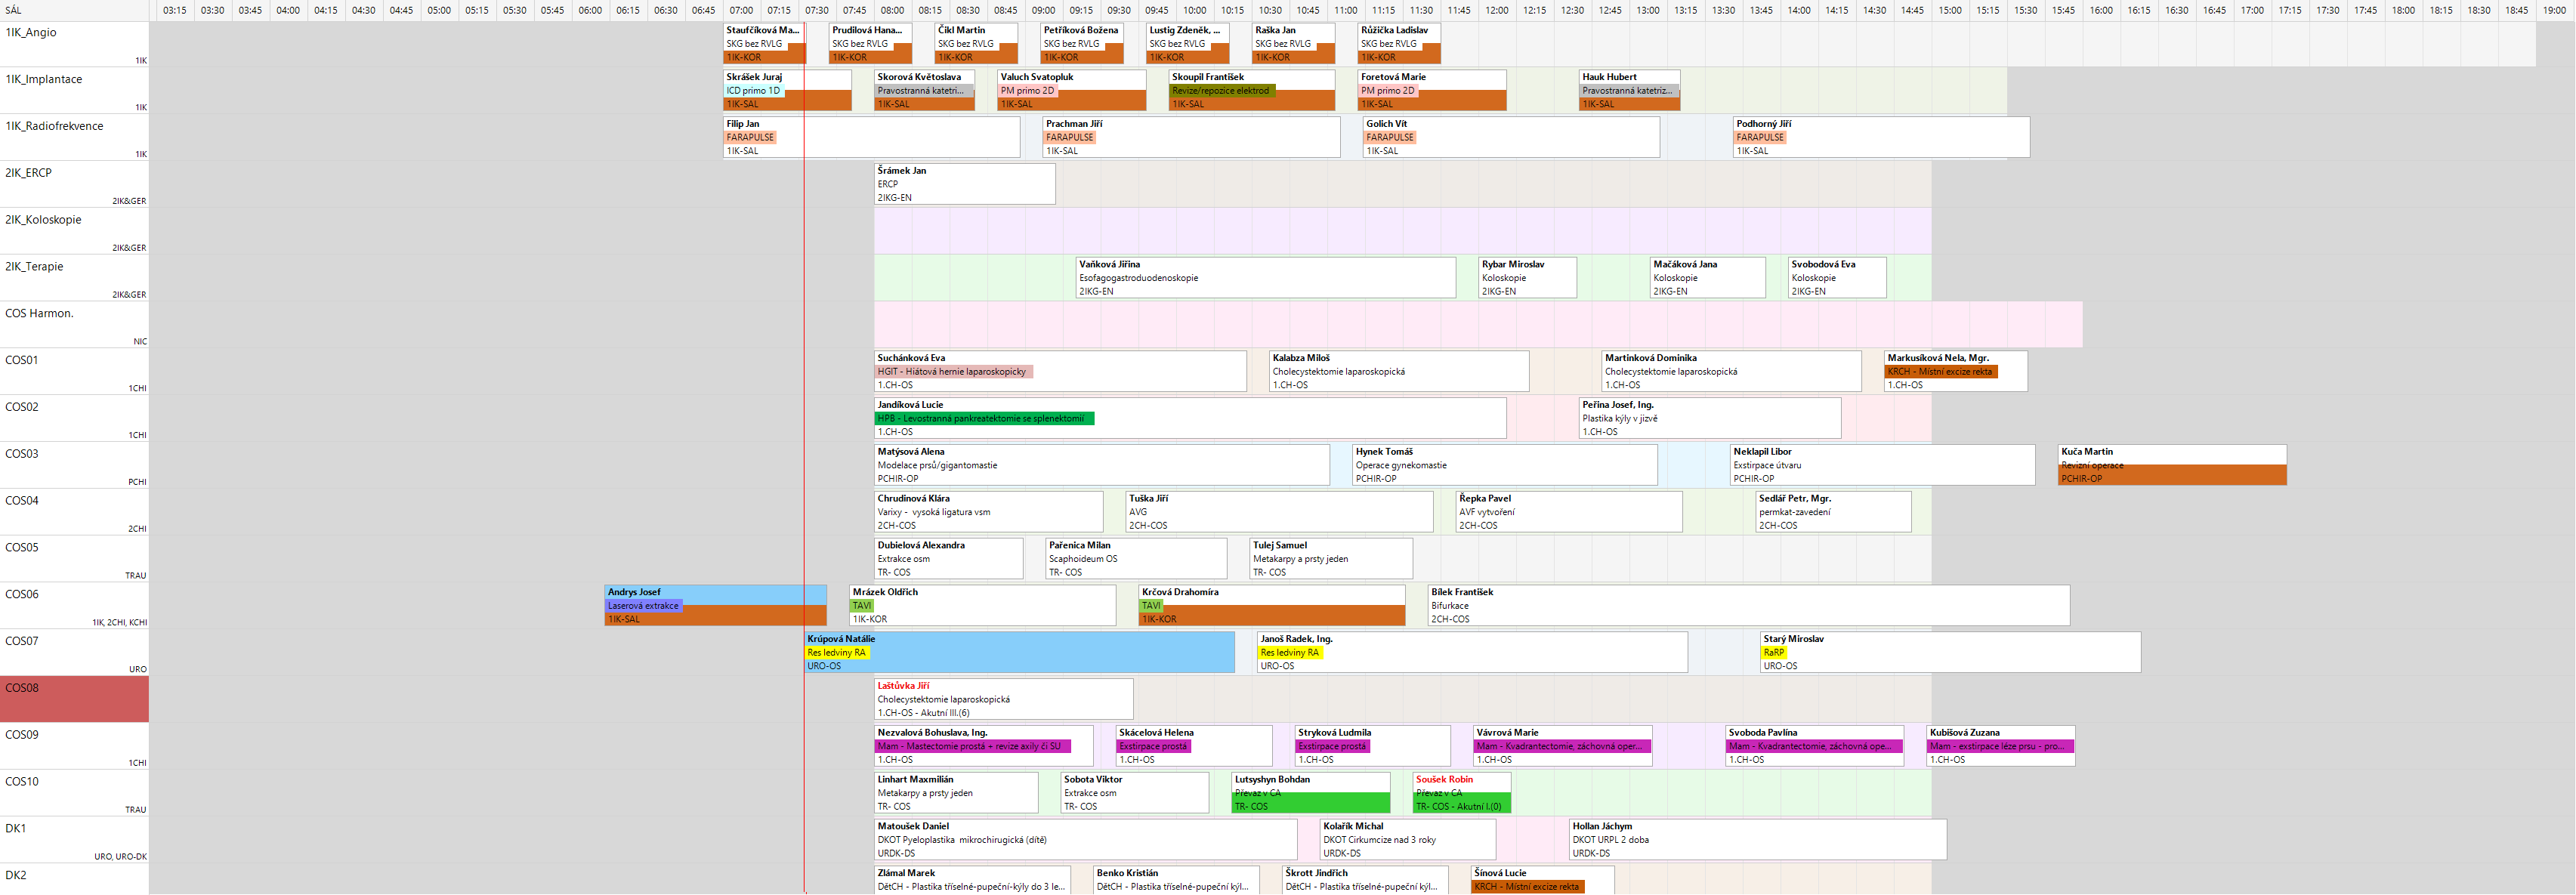 SÁL 03:15 03:30 03:45 04:00 04:15 04:30 04:45 05:00 05:15 05:30 05:45 06:00 06:15 06:30 06:45 07:00 07:15 07:30 07:45 08:00 08:15 08:30 08:45 09:00 09:15 09:30 09:45 10:00 10:15 10:30 10:45 11:00 11:15 11:30 11:45 12:00 12:15 12:30 12:45 13:00 13:15 13:30 13:45 14:00 14:15 14:30 14:45 15:00 15:15 15:30 15:45 16:00 16:15 16:30 16:45 17:00 17:15 17:30 17:45 18:00 18:15 18:30 18:45 19:00
1IK_Angio Staufčíková Ma... Prudilová Hana... Čikl Martin Petříková Božena Lustig Zdeněk, ... Raška Jan Růžička Ladislav
SKG bez RVLG SKG bez RVLG SKG bez RVLG SKG bez RVLG SKG bez RVLG SKG bez RVLG SKG bez RVLG
1IK 1IK-KOR 1IK-KOR 1IK-KOR 1IK-KOR 1IK-KOR 1IK-KOR 1IK-KOR
1IK_Implantace Skrášek Juraj Skorová Květoslava Valuch Svatopluk Skoupil František Foretová Marie Hauk Hubert
ICD primo 1D Pravostranná katetri... PM primo 2D Revize/repozice elektrod PM primo 2D Pravostranná katetriz...
1IK 1IK-SAL 1IK-SAL 1IK-SAL 1IK-SAL 1IK-SAL 1IK-SAL
1IK_Radiofrekvence Filip Jan Prachman Jiří Golich Vít Podhorný Jiří
FARAPULSE FARAPULSE FARAPULSE FARAPULSE
1IK 1IK-SAL 1IK-SAL 1IK-SAL 1IK-SAL
2IK_ERCP Šrámek Jan
ERCP
2IK&GER 2IKG-EN
2IK_Koloskopie
2IK&GER
2IK_Terapie Vaňková Jiřina Rybar Miroslav Mačáková Jana Svobodová Eva
Esofagogastroduodenoskopie Koloskopie Koloskopie Koloskopie
2IK&GER 2IKG-EN 2IKG-EN 2IKG-EN 2IKG-EN
COS Harmon.
NIC
COS01 Suchánková Eva Kalabza Miloš Martinková Dominika Markusíková Nela, Mgr.
HGIT - Hiátová hernie laparoskopicky Cholecystektomie laparoskopická Cholecystektomie laparoskopická KRCH - Místní excize rekta
1CHI 1.CH-OS 1.CH-OS 1.CH-OS 1.CH-OS
COS02 Jandíková Lucie Peřina Josef, Ing.
HPB - Levostranná pankreatektomie se splenektomií Plastika kýly v jizvě
1CHI 1.CH-OS 1.CH-OS
COS03 Matýsová Alena Hynek Tomáš Neklapil Libor Kuča Martin
Modelace prsů/gigantomastie Operace gynekomastie Exstirpace útvaru Revizní operace
PCHI PCHIR-OP PCHIR-OP PCHIR-OP PCHIR-OP
COS04 Chrudinová Klára Tuška Jiří Řepka Pavel Sedlář Petr, Mgr.
Varixy - vysoká ligatura vsm AVG AVF vytvoření permkat-zavedení
2CHI 2CH-COS 2CH-COS 2CH-COS 2CH-COS
COS05 Dubielová Alexandra Pařenica Milan Tulej Samuel
Extrakce osm Scaphoideum OS Metakarpy a prsty jeden
TRAU TR- COS TR- COS TR- COS
COS06 Andrys Josef Mrázek Oldřich Krčová Drahomíra Bílek František
Laserová extrakce TAVI TAVI Bifurkace
1IK, 2CHI, KCHI 1IK-SAL 1IK-KOR 1IK-KOR 2CH-COS
COS07 Krúpová Natálie Janoš Radek, Ing. Starý Miroslav
Res ledviny RA Res ledviny RA RaRP
URO URO-OS URO-OS URO-OS
COS08 Laštůvka Jiří
Cholecystektomie laparoskopická
1.CH-OS - Akutní III.(6)
COS09 Nezvalová Bohuslava, Ing. Skácelová Helena Stryková Ludmila Vávrová Marie Svoboda Pavlína Kubišová Zuzana
Mam - Mastectomie prostá + revize axily či SU Exstirpace prostá Exstirpace prostá Mam - Kvadrantectomie, záchovná oper... Mam - Kvadrantectomie, záchovná ope... Mam - exstirpace léze prsu - pro...
1CHI 1.CH-OS 1.CH-OS 1.CH-OS 1.CH-OS 1.CH-OS 1.CH-OS
COS10 Linhart Maxmilián Sobota Viktor Lutsyshyn Bohdan Soušek Robin
Metakarpy a prsty jeden Extrakce osm Převaz v CA Převaz v CA
TRAU TR- COS TR- COS TR- COS TR- COS - Akutní I.(0)
DK1 Matoušek Daniel Kolařík Michal Hollan Jáchym
DKOT Pyeloplastika mikrochirugická (dítě) DKOT Cirkumcize nad 3 roky DKOT URPL 2 doba
URO, URO-DK URDK-DS URDK-DS URDK-DS
DK2 Zlámal Marek Benko Kristián Škrott Jindřich Šínová Lucie
DětCH - Plastika tříselné-pupeční-kýly do 3 le... DětCH - Plastika tříselné-pupeční kýl... DětCH - Plastika tříselné-pupeční kýl... KRCH - Místní excize rekta